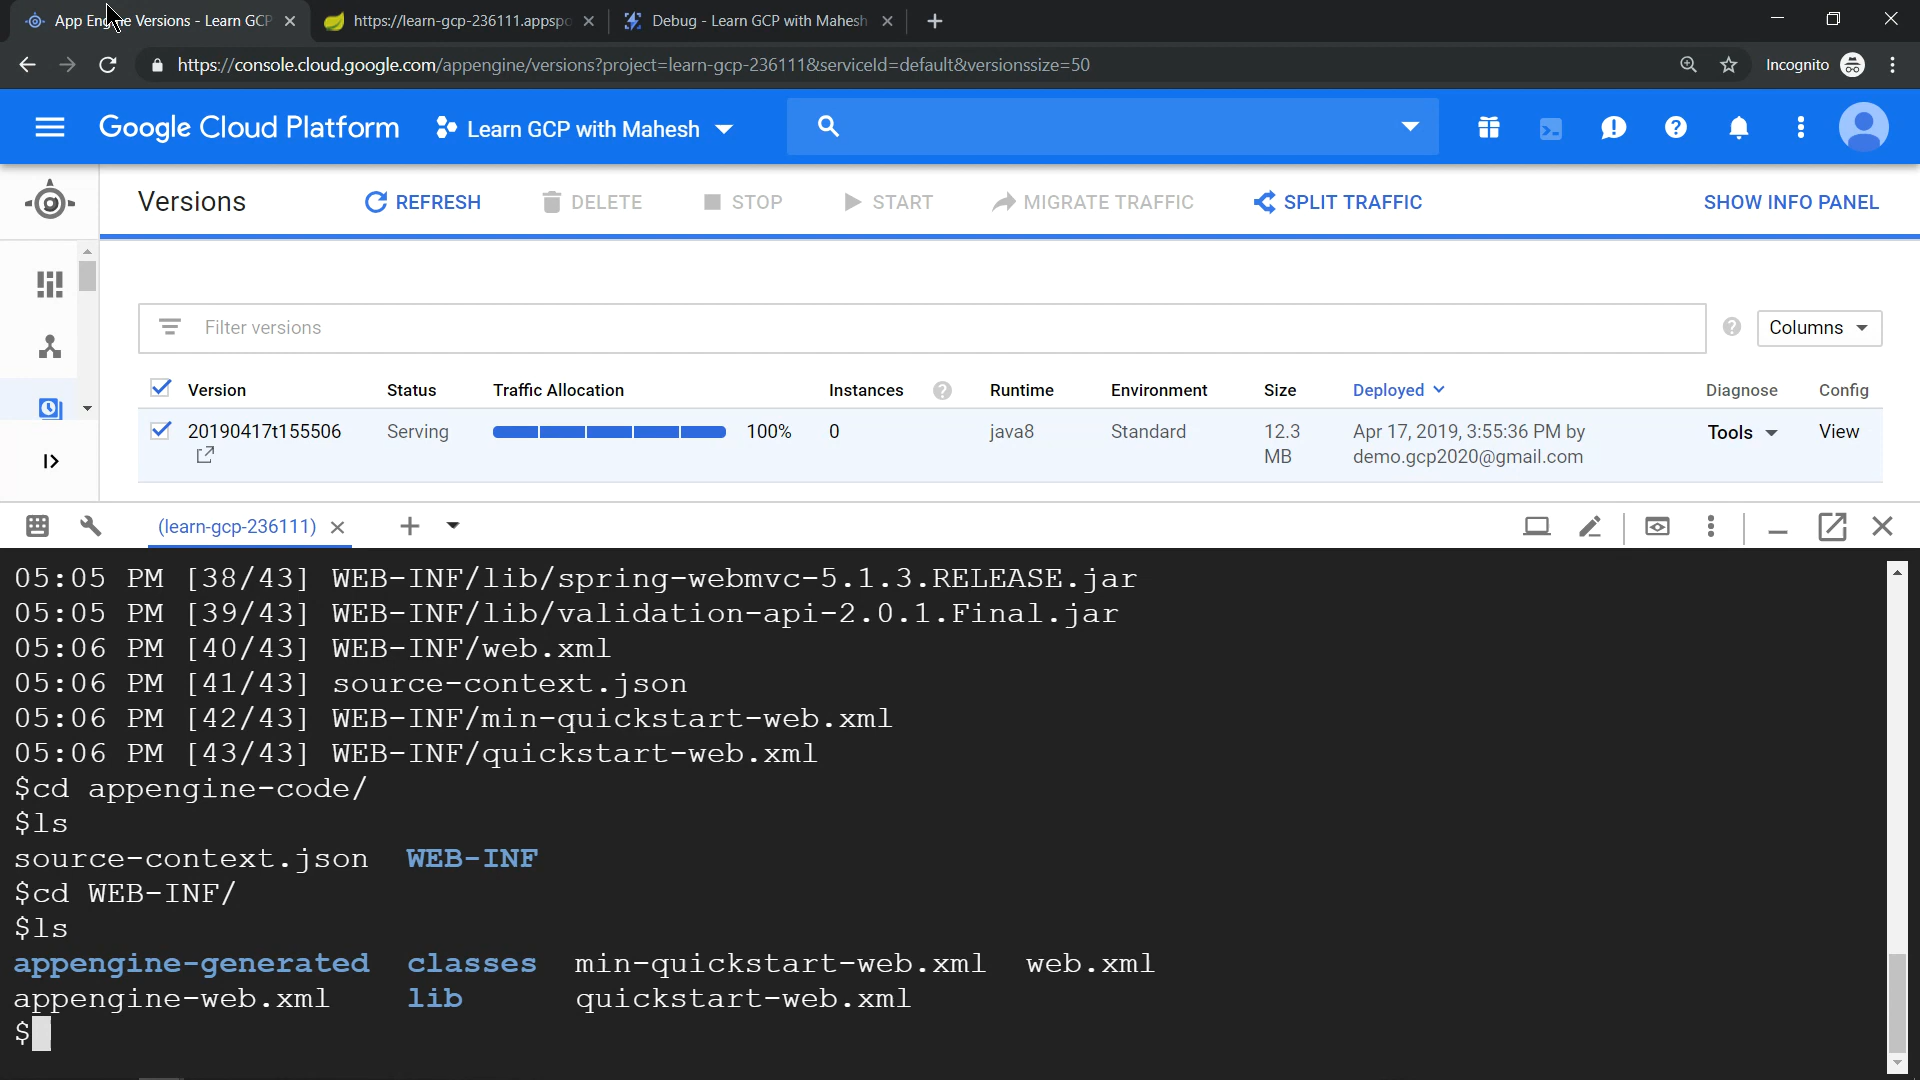 App Engine Versions - Learn GCP
https://learn-gcp-236111.appspo
Debug - Learn GCP with Mahesh
https://console.cloud.google.com/appengine/versions?project=learn-gcp-236111&serviceId=default&versionssize=50
Incognito
Google Cloud Platform
Learn GCP with Mahesh
Versions
REFRESH
DELETE
STOP
START
MIGRATE TRAFFIC
SPLIT TRAFFIC
SHOW INFO PANEL
Filter versions
Columns
Version Status Traffic Allocation Instances Runtime Environment Size Deployed Diagnose Config
20190417t155506 Serving 100% 0 java8 Standard 12.3 Apr 17, 2019, 3:55:36 PM by Tools View
MB demo.gcp2020@gmail.com
(learn-gcp-236111)
05:05 PM [38/43] WEB-INF/lib/spring-webmvc-5.1.3.RELEASE.jar
05:05 PM [39/43] WEB-INF/lib/validation-api-2.0.1.Final.jar
05:06 PM [40/43] WEB-INF/web.xml
05:06 PM [41/43] source-context.json
05:06 PM [42/43] WEB-INF/min-quickstart-web.xml
05:06 PM [43/43] WEB-INF/quickstart-web.xml
$cd appengine-code/
$ls
source-context.json WEB-INF
$cd WEB-INF/
$ls
appengine-generated classes min-quickstart-web.xml web.xml
appengine-web.xml lib quickstart-web.xml
$